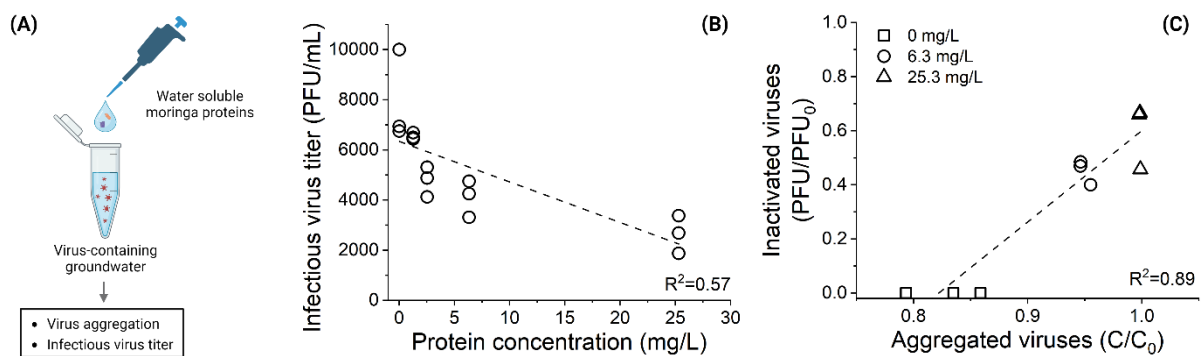 (A)
Water soluble
moringa proteins
Virus-containing
groundwater
• Virus aggregation
• Infectious virus titer
(B)
Infectious virus titer (PFU/mL)
10000
8000
6000
4000
2000
0
0 5 10 15 20 25 30
R²=0.57
Protein concentration (mg/L)
(C)
0 mg/L
6.3 mg/L
25.3 mg/L
Inactivated viruses
(PFU/PFU₀)
1.0
0.8
0.6
0.4
0.2
0.0
0.8 0.9 1.0
R²=0.89
Aggregated viruses (C/C₀)